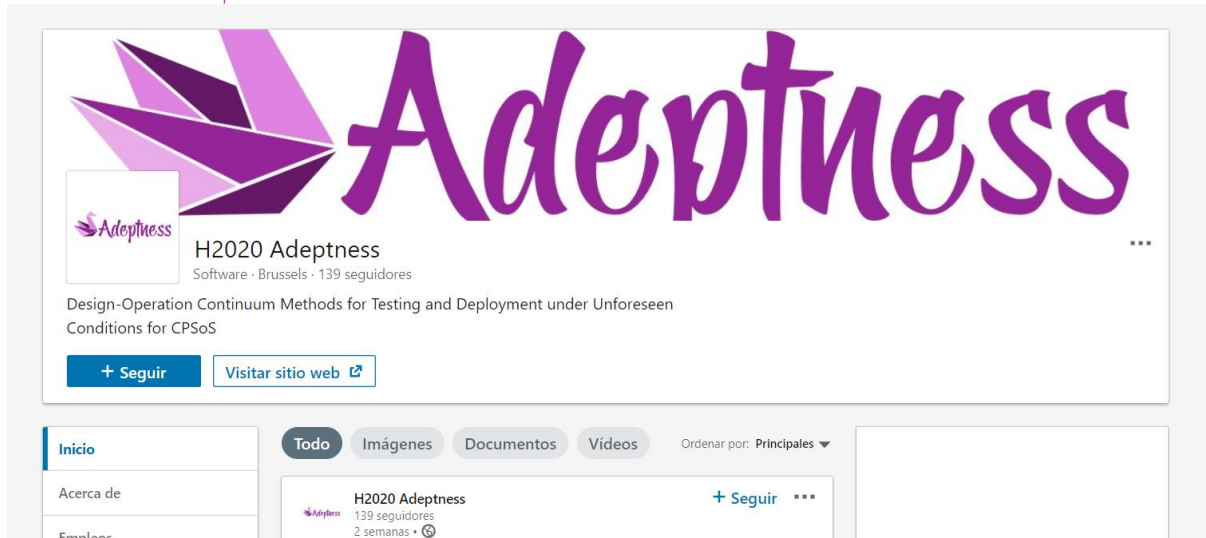 Adeptness
Adeptness
H2020 Adeptness
Software · Brussels · 139 seguidores
Design-Operation Continuum Methods for Testing and Deployment under Unforeseen
Conditions for CPSoS
+ Seguir
Visitar sitio web
Inicio
Acerca de
Empleos
Todo
Imágenes
Documentos
Vídeos
Ordenar por: Principales
Adeptness
H2020 Adeptness
139 seguidores
2 semanas •
+ Seguir